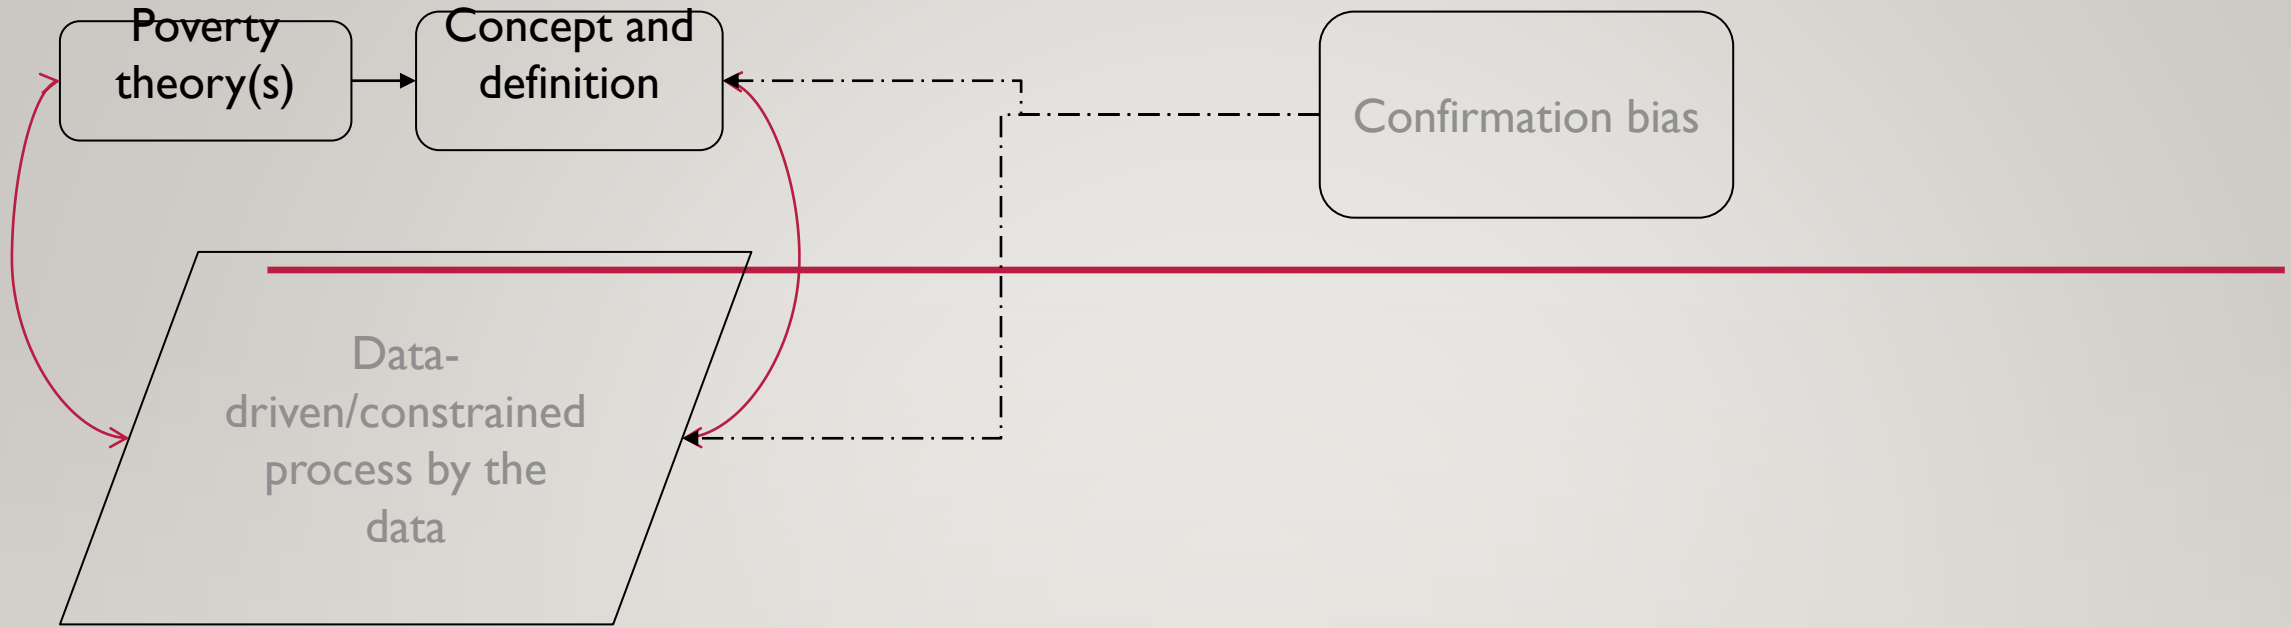 Poverty
theory(s)
Concept and
definition
Confirmation bias
Data-
driven/constrained
process by the
data